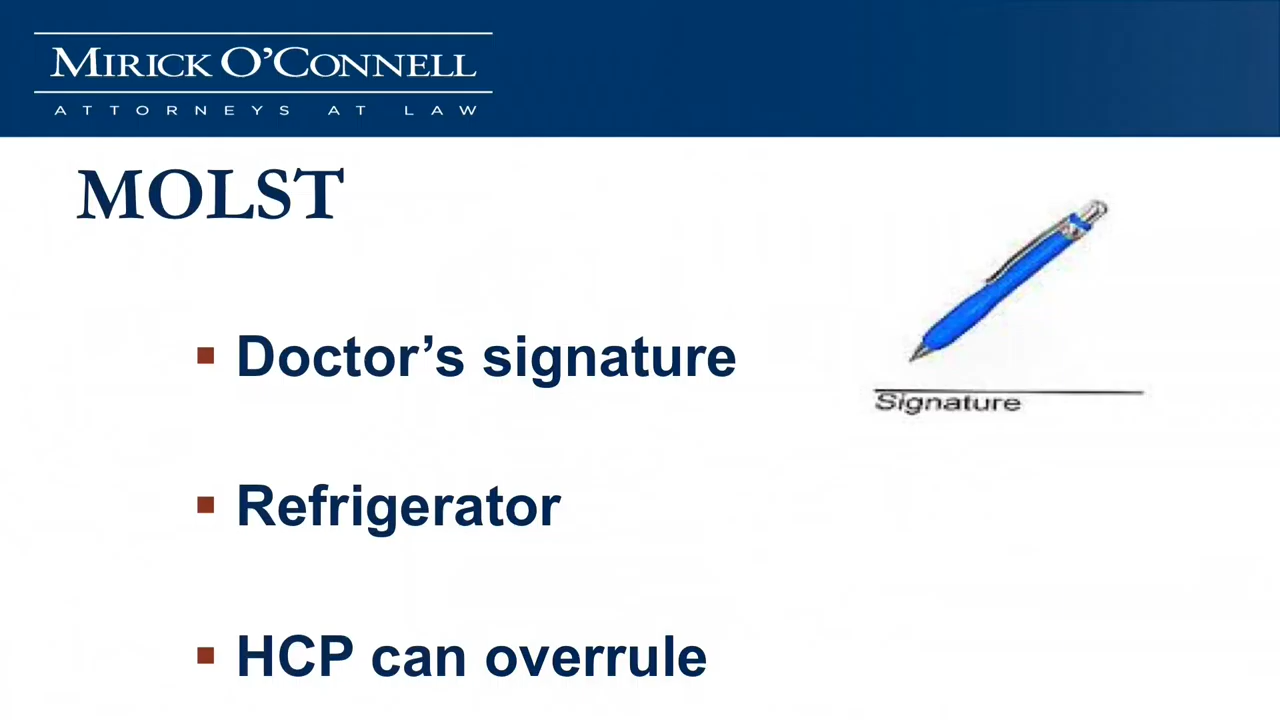 MIRICK O'CONNELL
ATTORNEYS AT LAW
MOLST
▪ Doctor’s signature
Signature
▪ Refrigerator
▪ HCP can overrule